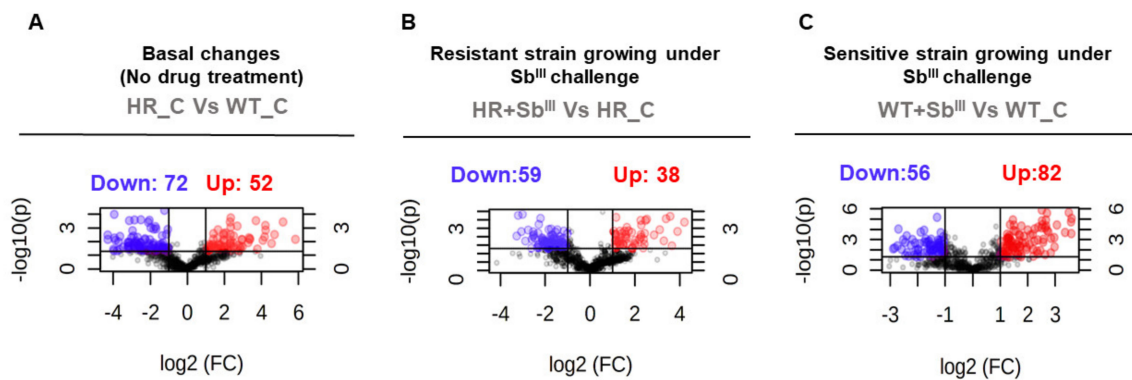 A
Basal changes
(No drug treatment)
HR_C Vs WT_C
Down: 72 Up: 52
-log10(p)
3
0
3
0
-4 -2 0 2 4 6
log2 (FC)
B
Resistant strain growing under
Sbᴵᴵᴵ challenge
HR+Sbᴵᴵᴵ Vs HR_C
Down:59 Up: 38
-log10(p)
3
0
3
0
-4 -2 0 2 4
log2 (FC)
C
Sensitive strain growing under
Sbᴵᴵᴵ challenge
WT+Sbᴵᴵᴵ Vs WT_C
Down:56 Up:82
-log10(p)
6
3
0
6
3
0
-3 -1 1 2 3
log2 (FC)